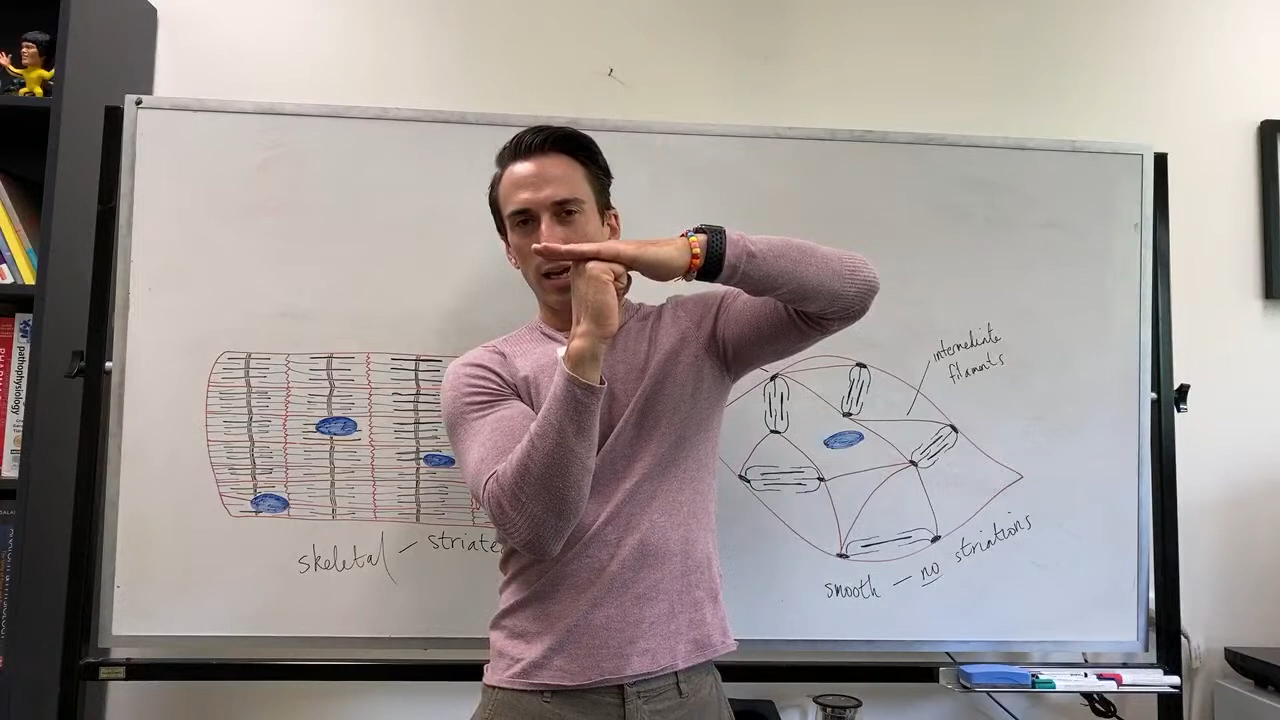 pathophysiology
intermediate
filaments
skeletal - striate
smooth - no striations